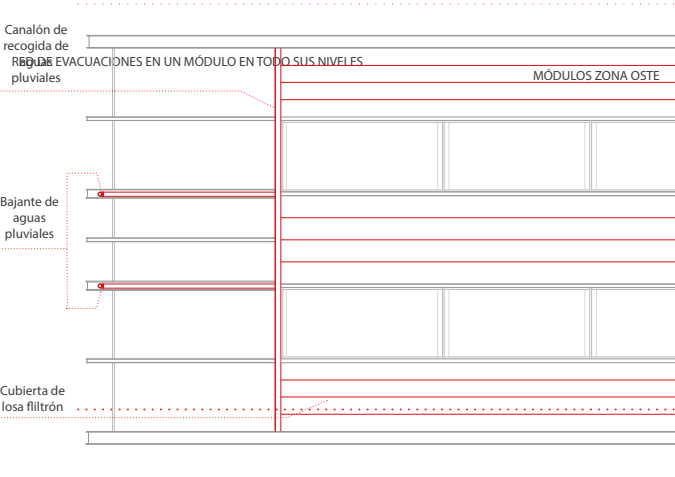 Canalón de
recogida de
aguas
pluviales
RED DE EVACUACIONES EN UN MÓDULO EN TODO SUS NIVELES
MÓDULOS ZONA OSTE
Bajante de
aguas
pluviales
Cubierta de
losa fliltrón